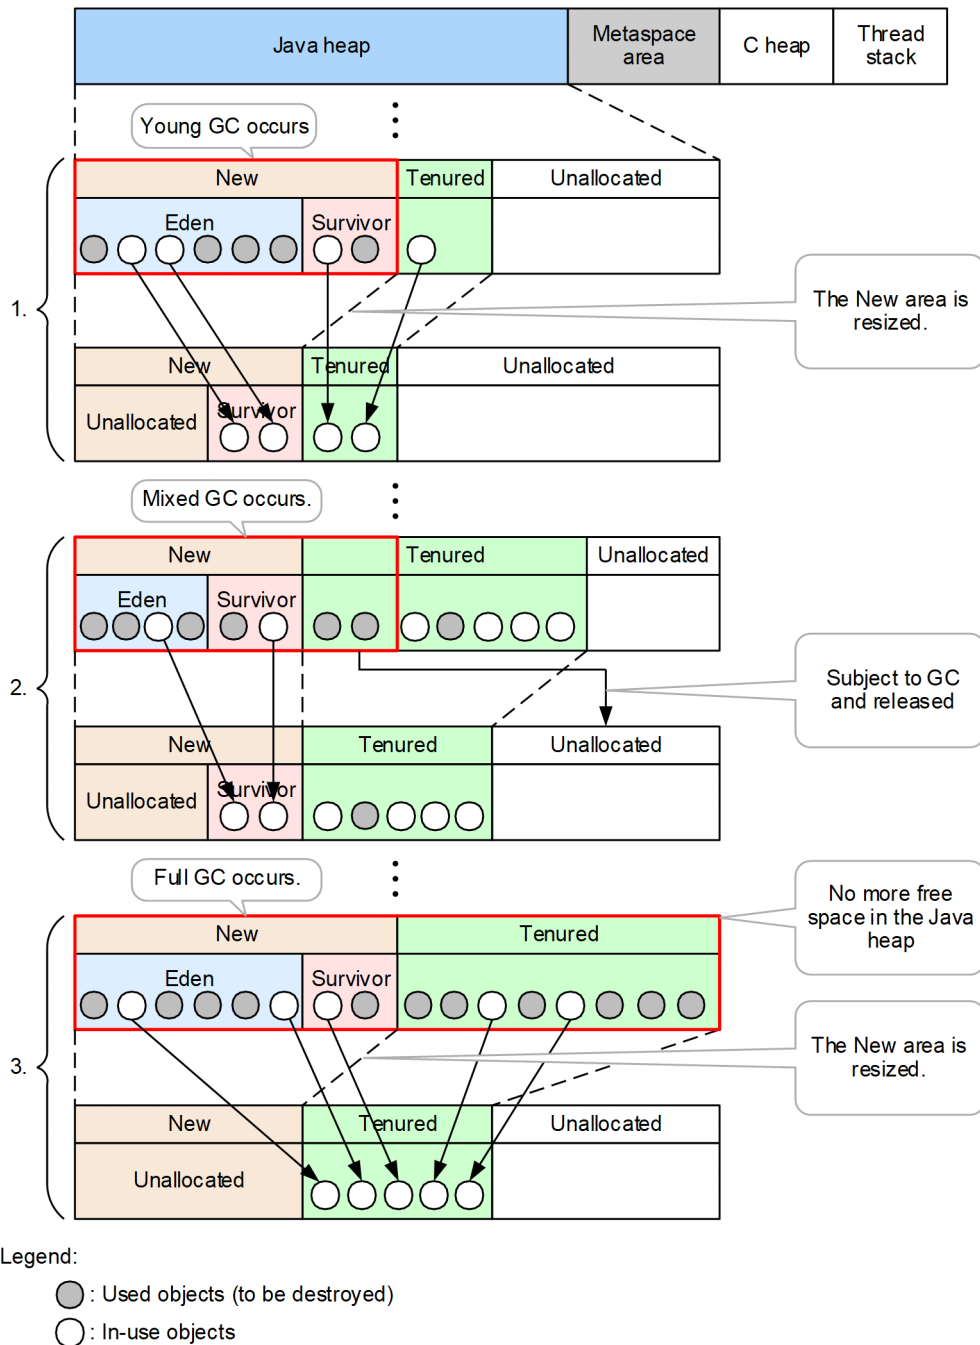 Java heap
Metaspace
area
C heap
Thread
stack
Young GC occurs
New
Tenured
Unallocated
Eden
Survivor
1.
The New area is
resized.
New
Tenured
Unallocated
Unallocated
Survivor
Mixed GC occurs.
New
Tenured
Unallocated
Eden
Survivor
2.
Subject to GC
and released
New
Tenured
Unallocated
Unallocated
Survivor
Full GC occurs.
No more free
space in the Java
heap
New
Tenured
Eden
Survivor
3.
The New area is
resized.
New
Tenured
Unallocated
Unallocated
Legend:
: Used objects (to be destroyed)
: In-use objects